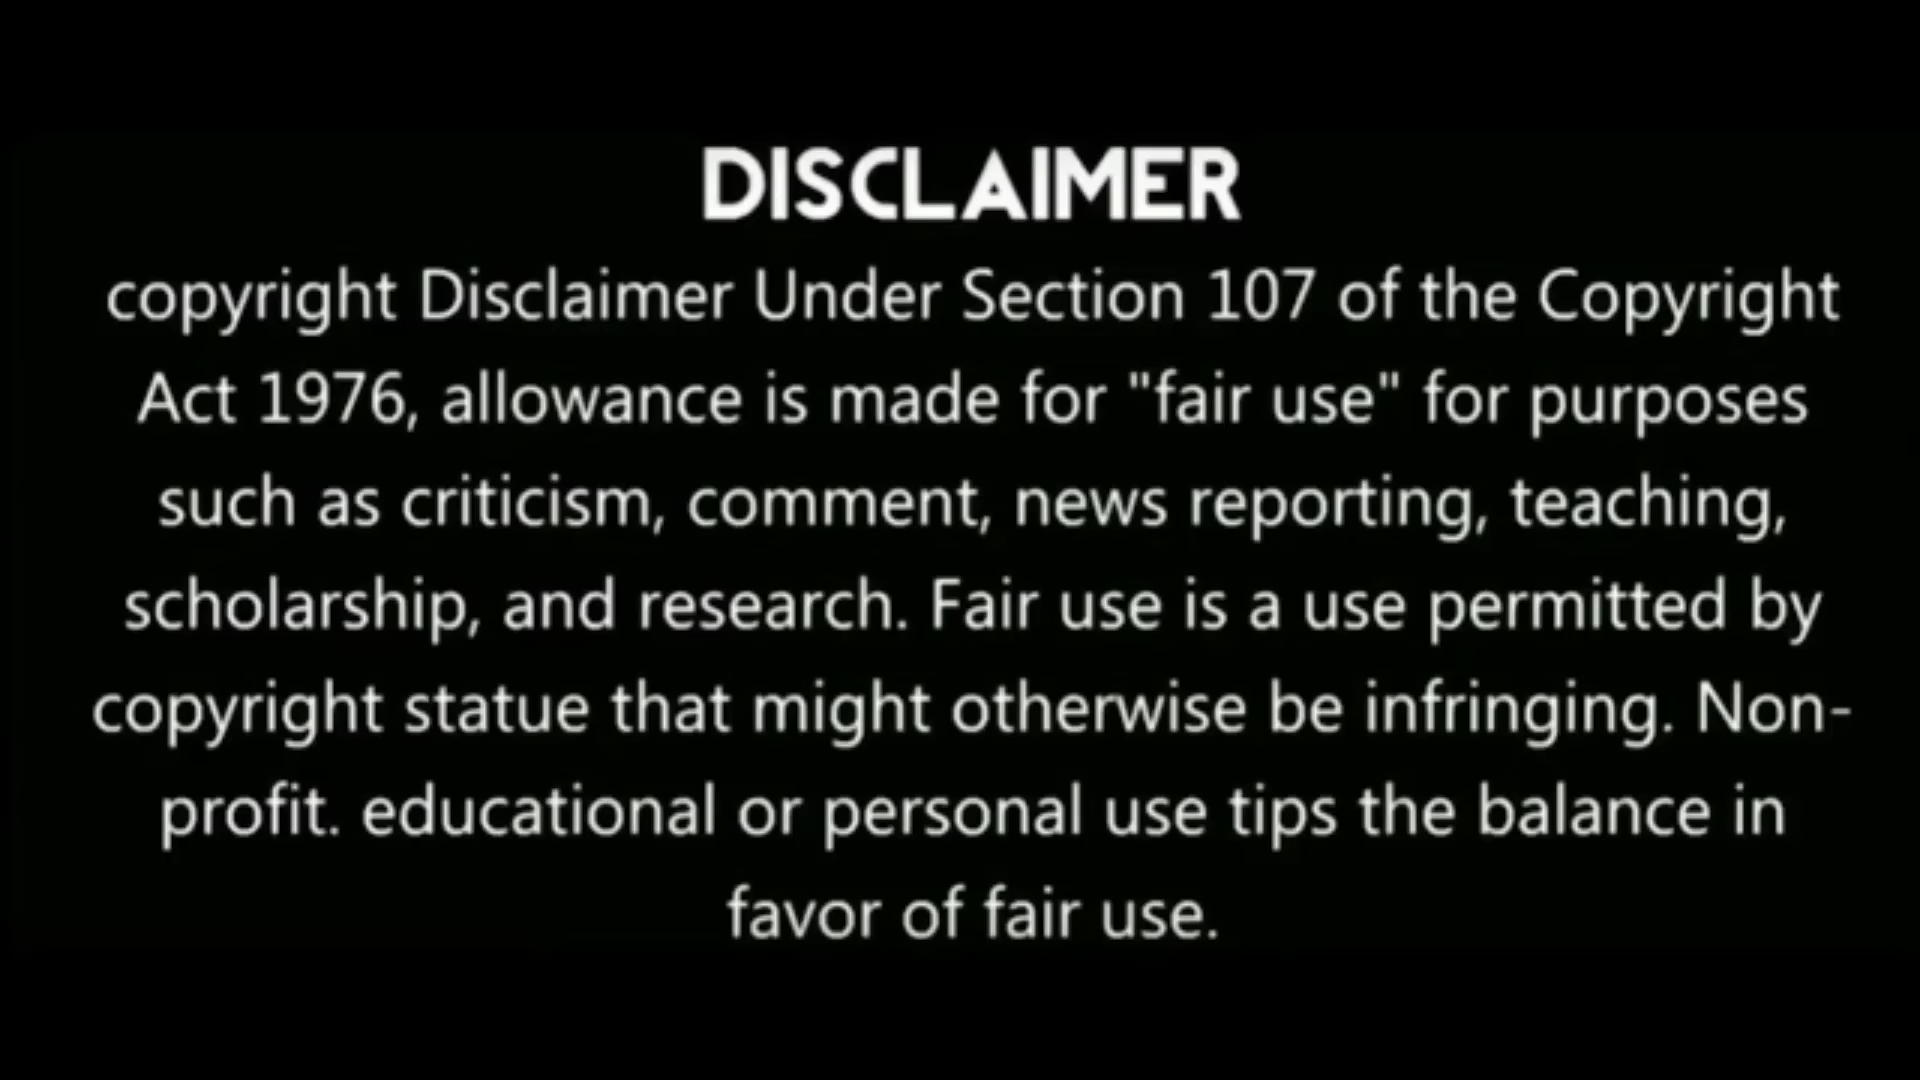 DISCLAIMER
copyright Disclaimer Under Section 107 of the Copyright
Act 1976, allowance is made for "fair use" for purposes
such as criticism, comment, news reporting, teaching,
scholarship, and research. Fair use is a use permitted by
copyright statue that might otherwise be infringing. Non-
profit. educational or personal use tips the balance in
favor of fair use.